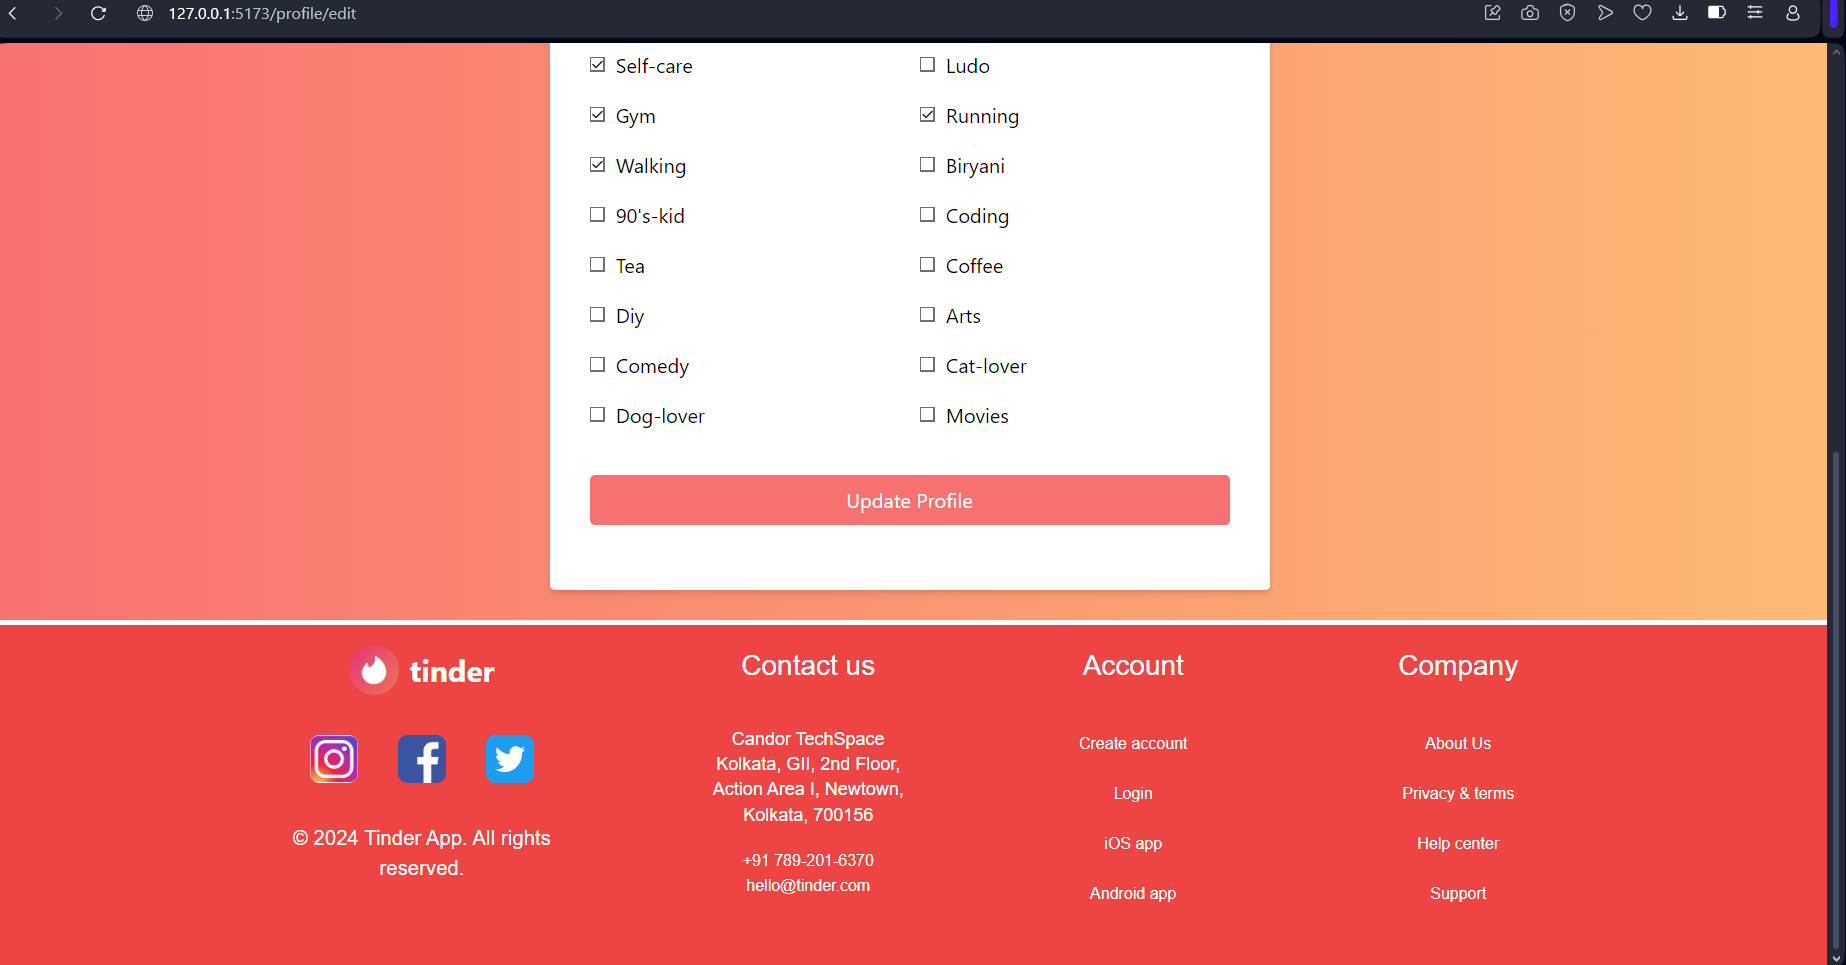 127.0.0.1:5173/profile/edit
Self-care
Ludo
Gym
Running
Walking
Biryani
90's-kid
Coding
Tea
Coffee
Diy
Arts
Comedy
Cat-lover
Dog-lover
Movies
Update Profile
tinder
© 2024 Tinder App. All rights
reserved.
Contact us
Candor TechSpace
Kolkata, GII, 2nd Floor,
Action Area I, Newtown,
Kolkata, 700156
+91 789-201-6370
hello@tinder.com
Account
Create account
Login
iOS app
Android app
Company
About Us
Privacy & terms
Help center
Support